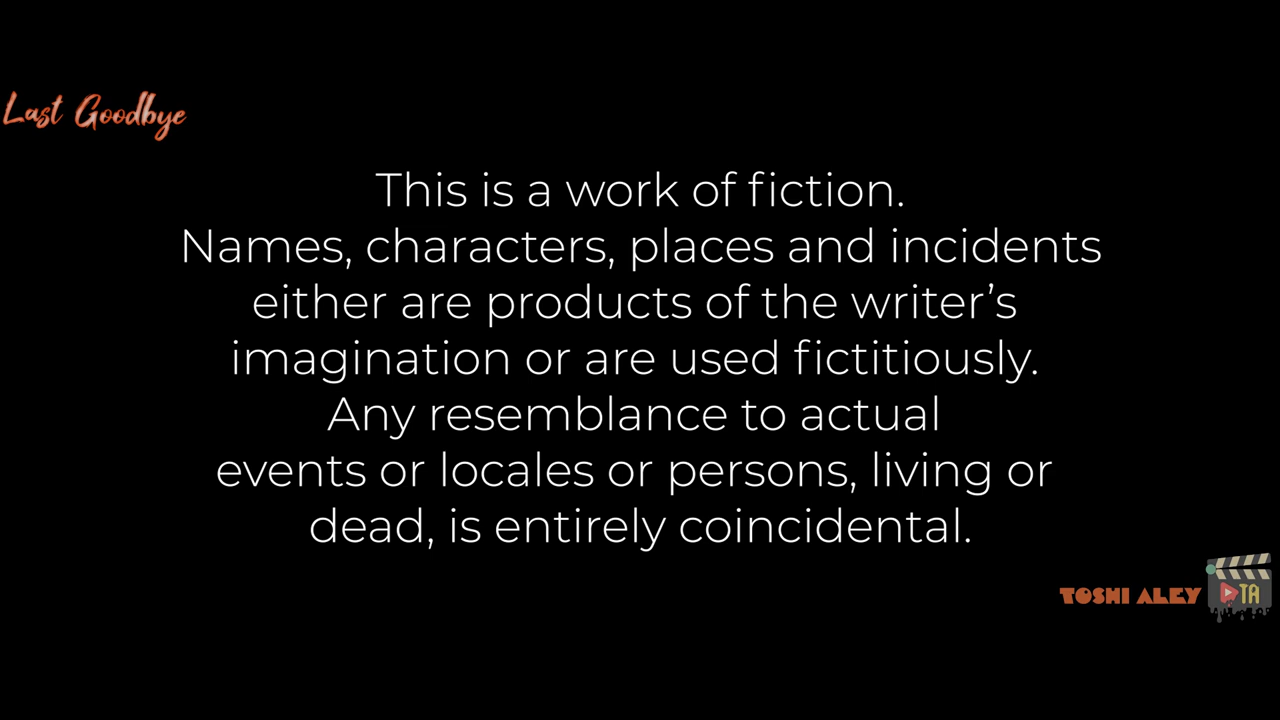 Last Goodbye
This is a work of fiction.
Names, characters, places and incidents
either are products of the writer’s
imagination or are used fictitiously.
Any resemblance to actual
events or locales or persons, living or
dead, is entirely coincidental.
TOSHI ALEY
TA